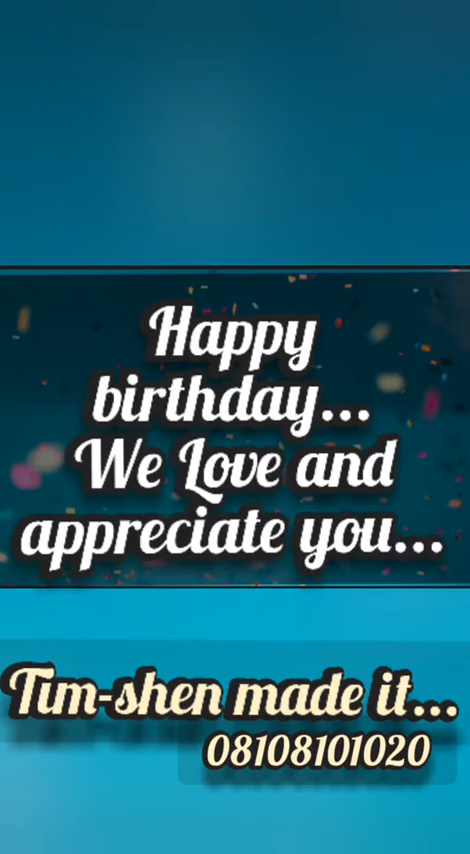 Happy
birthday...
We Love and
appreciate you...
Tim-shen made it...
08108101020